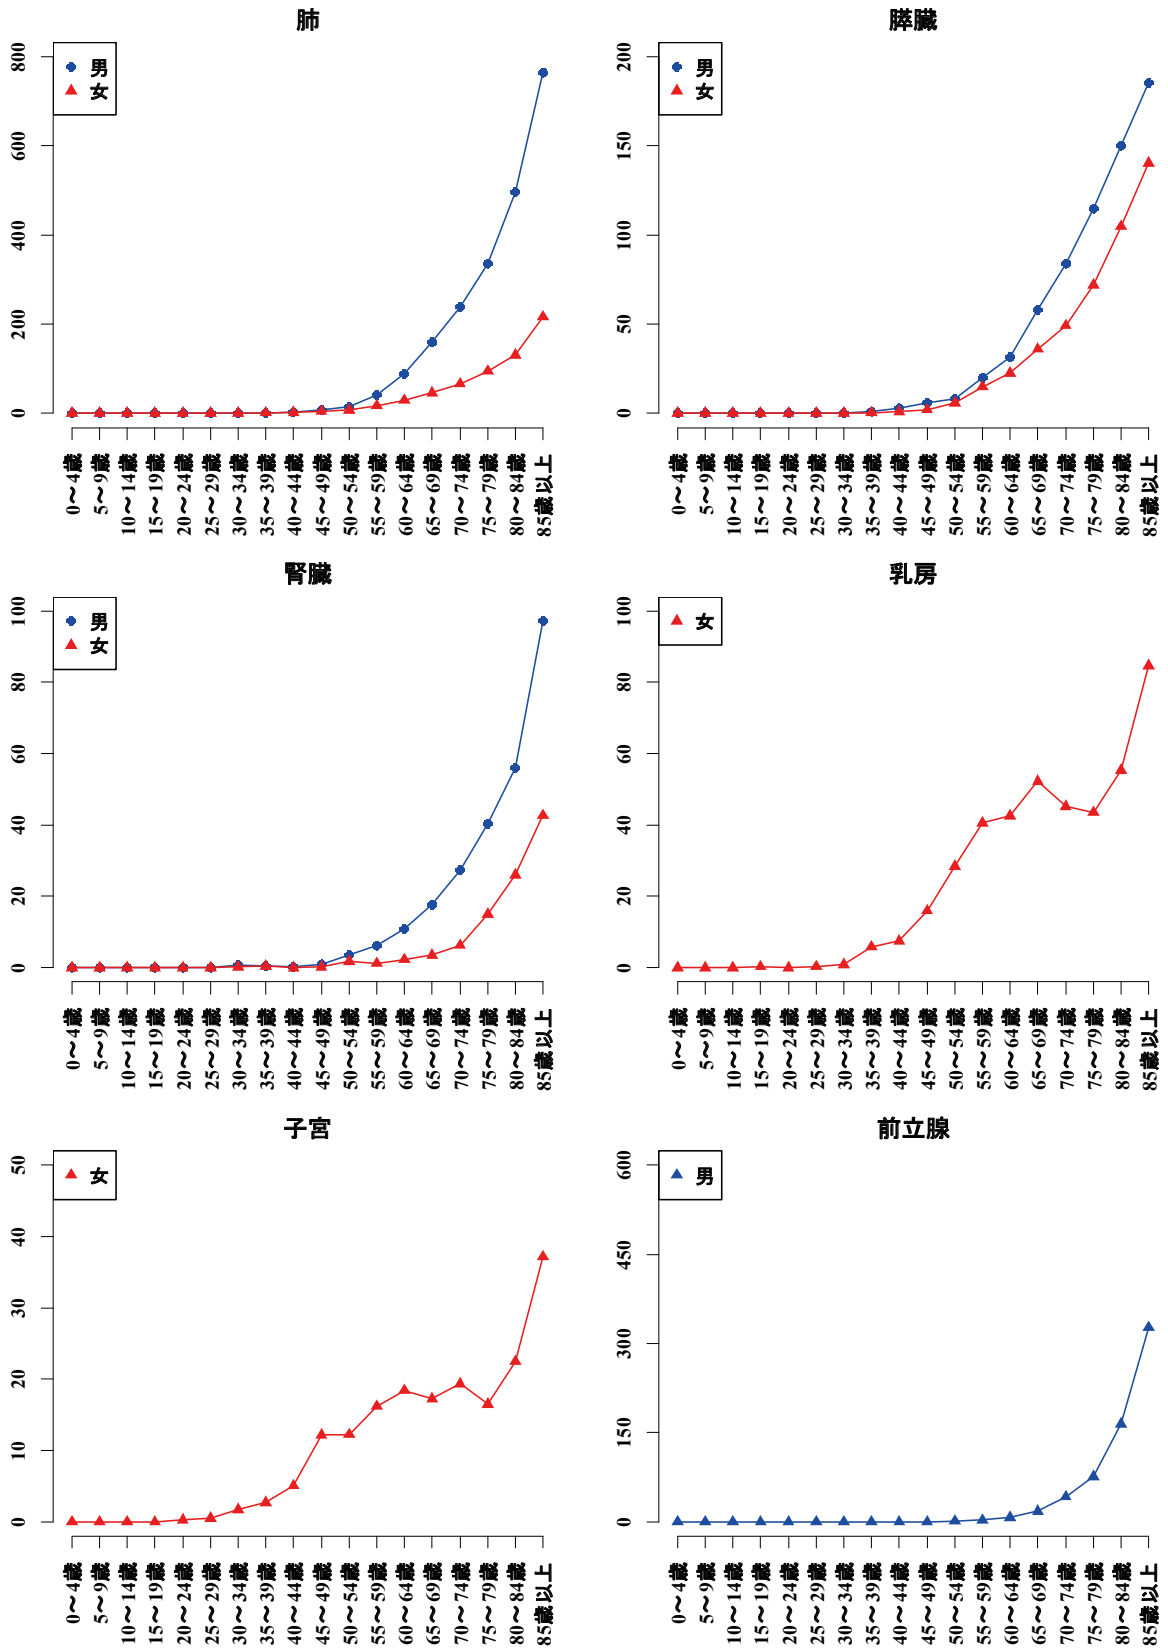 肺
男
女
800
600
400
200
0
0～4歳
5～9歳
10～14歳
15～19歳
20～24歳
25～29歳
30～34歳
35～39歳
40～44歳
45～49歳
50～54歳
55～59歳
60～64歳
65～69歳
70～74歳
75～79歳
80～84歳
85歳以上
膵臓
男
女
200
150
100
50
0
0～4歳
5～9歳
10～14歳
15～19歳
20～24歳
25～29歳
30～34歳
35～39歳
40～44歳
45～49歳
50～54歳
55～59歳
60～64歳
65～69歳
70～74歳
75～79歳
80～84歳
85歳以上
腎臓
男
女
100
80
60
40
20
0
0～4歳
5～9歳
10～14歳
15～19歳
20～24歳
25～29歳
30～34歳
35～39歳
40～44歳
45～49歳
50～54歳
55～59歳
60～64歳
65～69歳
70～74歳
75～79歳
80～84歳
85歳以上
乳房
女
100
80
60
40
20
0
0～4歳
5～9歳
10～14歳
15～19歳
20～24歳
25～29歳
30～34歳
35～39歳
40～44歳
45～49歳
50～54歳
55～59歳
60～64歳
65～69歳
70～74歳
75～79歳
80～84歳
85歳以上
子宮
女
50
40
30
20
10
0
0～4歳
5～9歳
10～14歳
15～19歳
20～24歳
25～29歳
30～34歳
35～39歳
40～44歳
45～49歳
50～54歳
55～59歳
60～64歳
65～69歳
70～74歳
75～79歳
80～84歳
85歳以上
前立腺
男
600
450
300
150
0
0～4歳
5～9歳
10～14歳
15～19歳
20～24歳
25～29歳
30～34歳
35～39歳
40～44歳
45～49歳
50～54歳
55～59歳
60～64歳
65～69歳
70～74歳
75～79歳
80～84歳
85歳以上